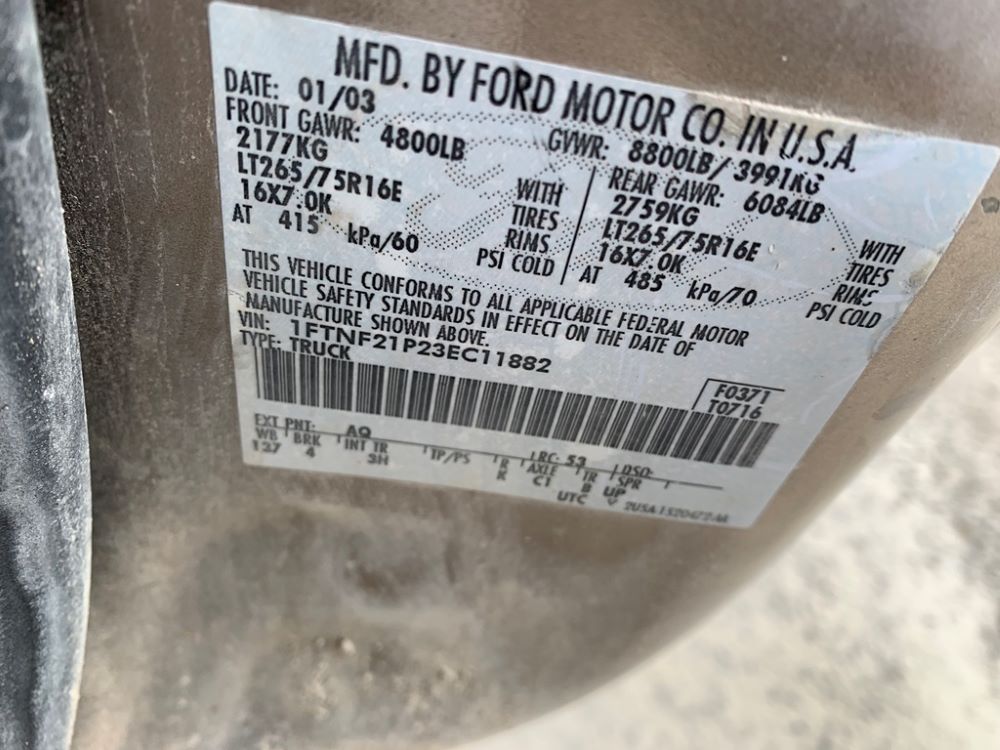 MFD. BY FORD MOTOR CO. IN U.S.A.
DATE: 01/03 GVWR: 8800LB/3991KG
FRONT GAWR: 4800LB REAR GAWR: 6084LB
2177KG WITH 2759KG WITH
LT265/75R16E TIRES LT265/75R16E TIRES
16X7.0K RIMS 16X7.0K RIMS
AT 415 kPa/60 PSI COLD AT 485 kPa/70 PSI COLD
THIS VEHICLE CONFORMS TO ALL APPLICABLE FEDERAL MOTOR
VEHICLE SAFETY STANDARDS IN EFFECT ON THE DATE OF
MANUFACTURE SHOWN ABOVE.
VIN: 1FTNF21P23EC11882
TYPE: TRUCK
F0371
T0716
EXT PNT: AQ RC: 53 DSO:
WB BRK INT TR TP/PS R AXLE TR SPR
127 4 3H K C1 B UP
UTC